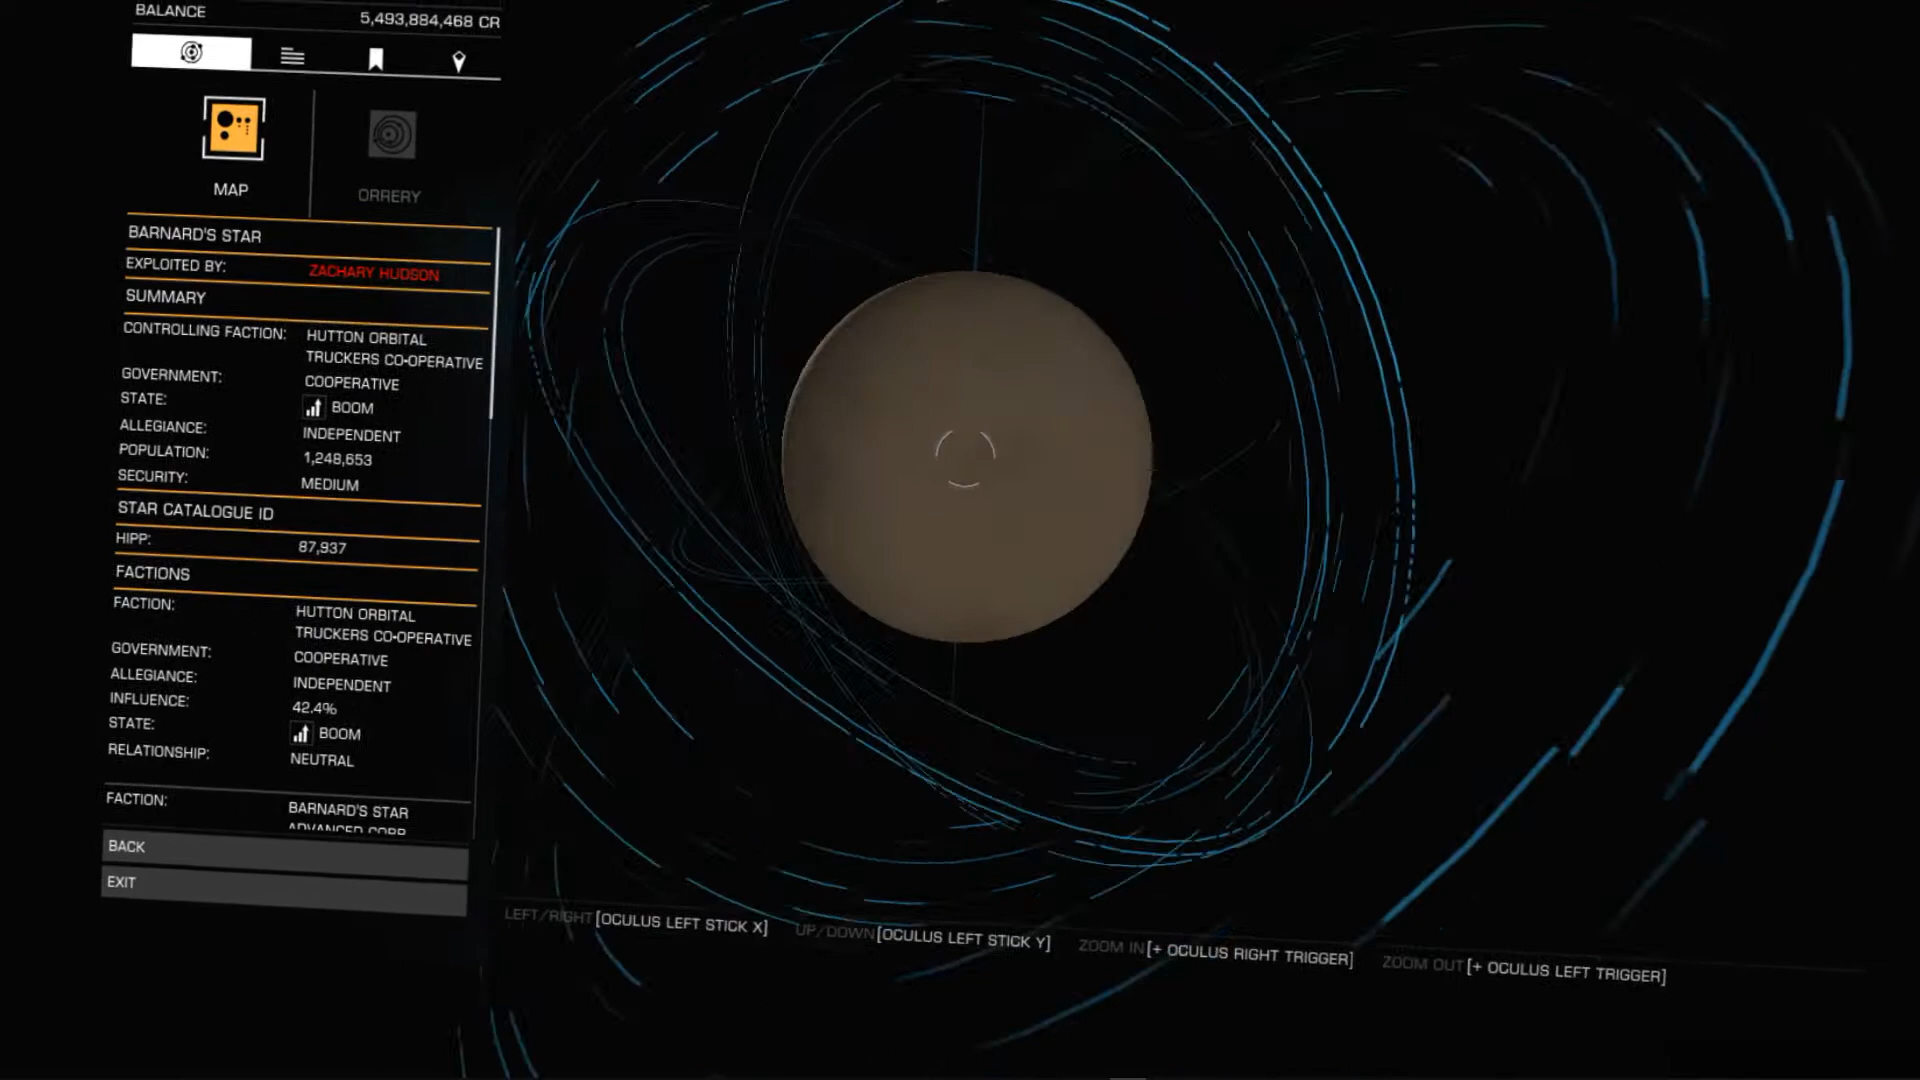 BALANCE 5,493,884,468 CR
MAP ORRERY
BARNARD'S STAR
EXPLOITED BY: ZACHARY HUDSON
SUMMARY
CONTROLLING FACTION: HUTTON ORBITAL
TRUCKERS CO-OPERATIVE
GOVERNMENT: COOPERATIVE
STATE: BOOM
ALLEGIANCE: INDEPENDENT
POPULATION: 1,248,653
SECURITY: MEDIUM
STAR CATALOGUE ID
HIPP: 87,937
FACTIONS
FACTION: HUTTON ORBITAL
TRUCKERS CO-OPERATIVE
GOVERNMENT: COOPERATIVE
ALLEGIANCE: INDEPENDENT
INFLUENCE: 42.4%
STATE: BOOM
RELATIONSHIP: NEUTRAL
FACTION: BARNARD'S STAR
ADVANCED CORP
BACK
EXIT
LEFT/RIGHT [OCULUS LEFT STICK X] UP/DOWN [OCULUS LEFT STICK Y] ZOOM IN [+ OCULUS RIGHT TRIGGER] ZOOM OUT [+ OCULUS LEFT TRIGGER]